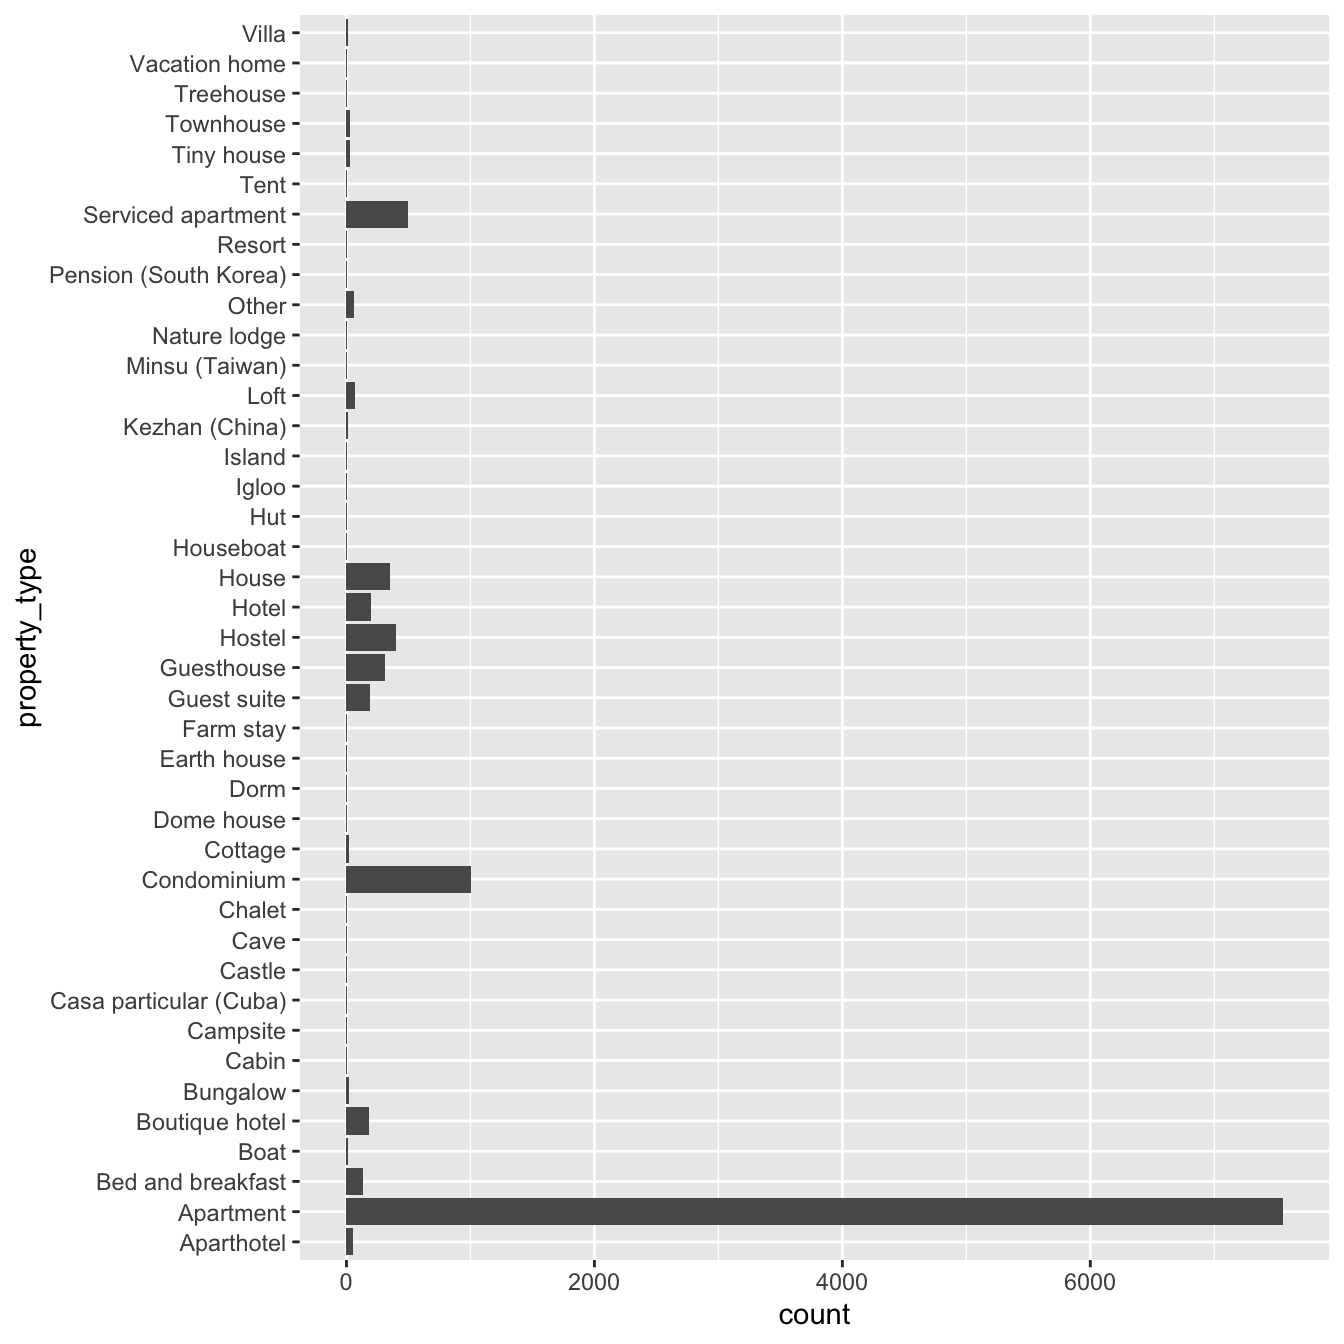 Villa
Vacation home
Treehouse
Townhouse
Tiny house
Tent
Serviced apartment
Resort
Pension (South Korea)
Other
Nature lodge
Minsu (Taiwan)
Loft
Kezhan (China)
Island
Igloo
Hut
Houseboat
House
Hotel
Hostel
Guesthouse
Guest suite
Farm stay
Earth house
Dorm
Dome house
Cottage
Condominium
Chalet
Cave
Castle
Casa particular (Cuba)
Campsite
Cabin
Bungalow
Boutique hotel
Boat
Bed and breakfast
Apartment
Aparthotel
property_type
0 2000 4000 6000
count